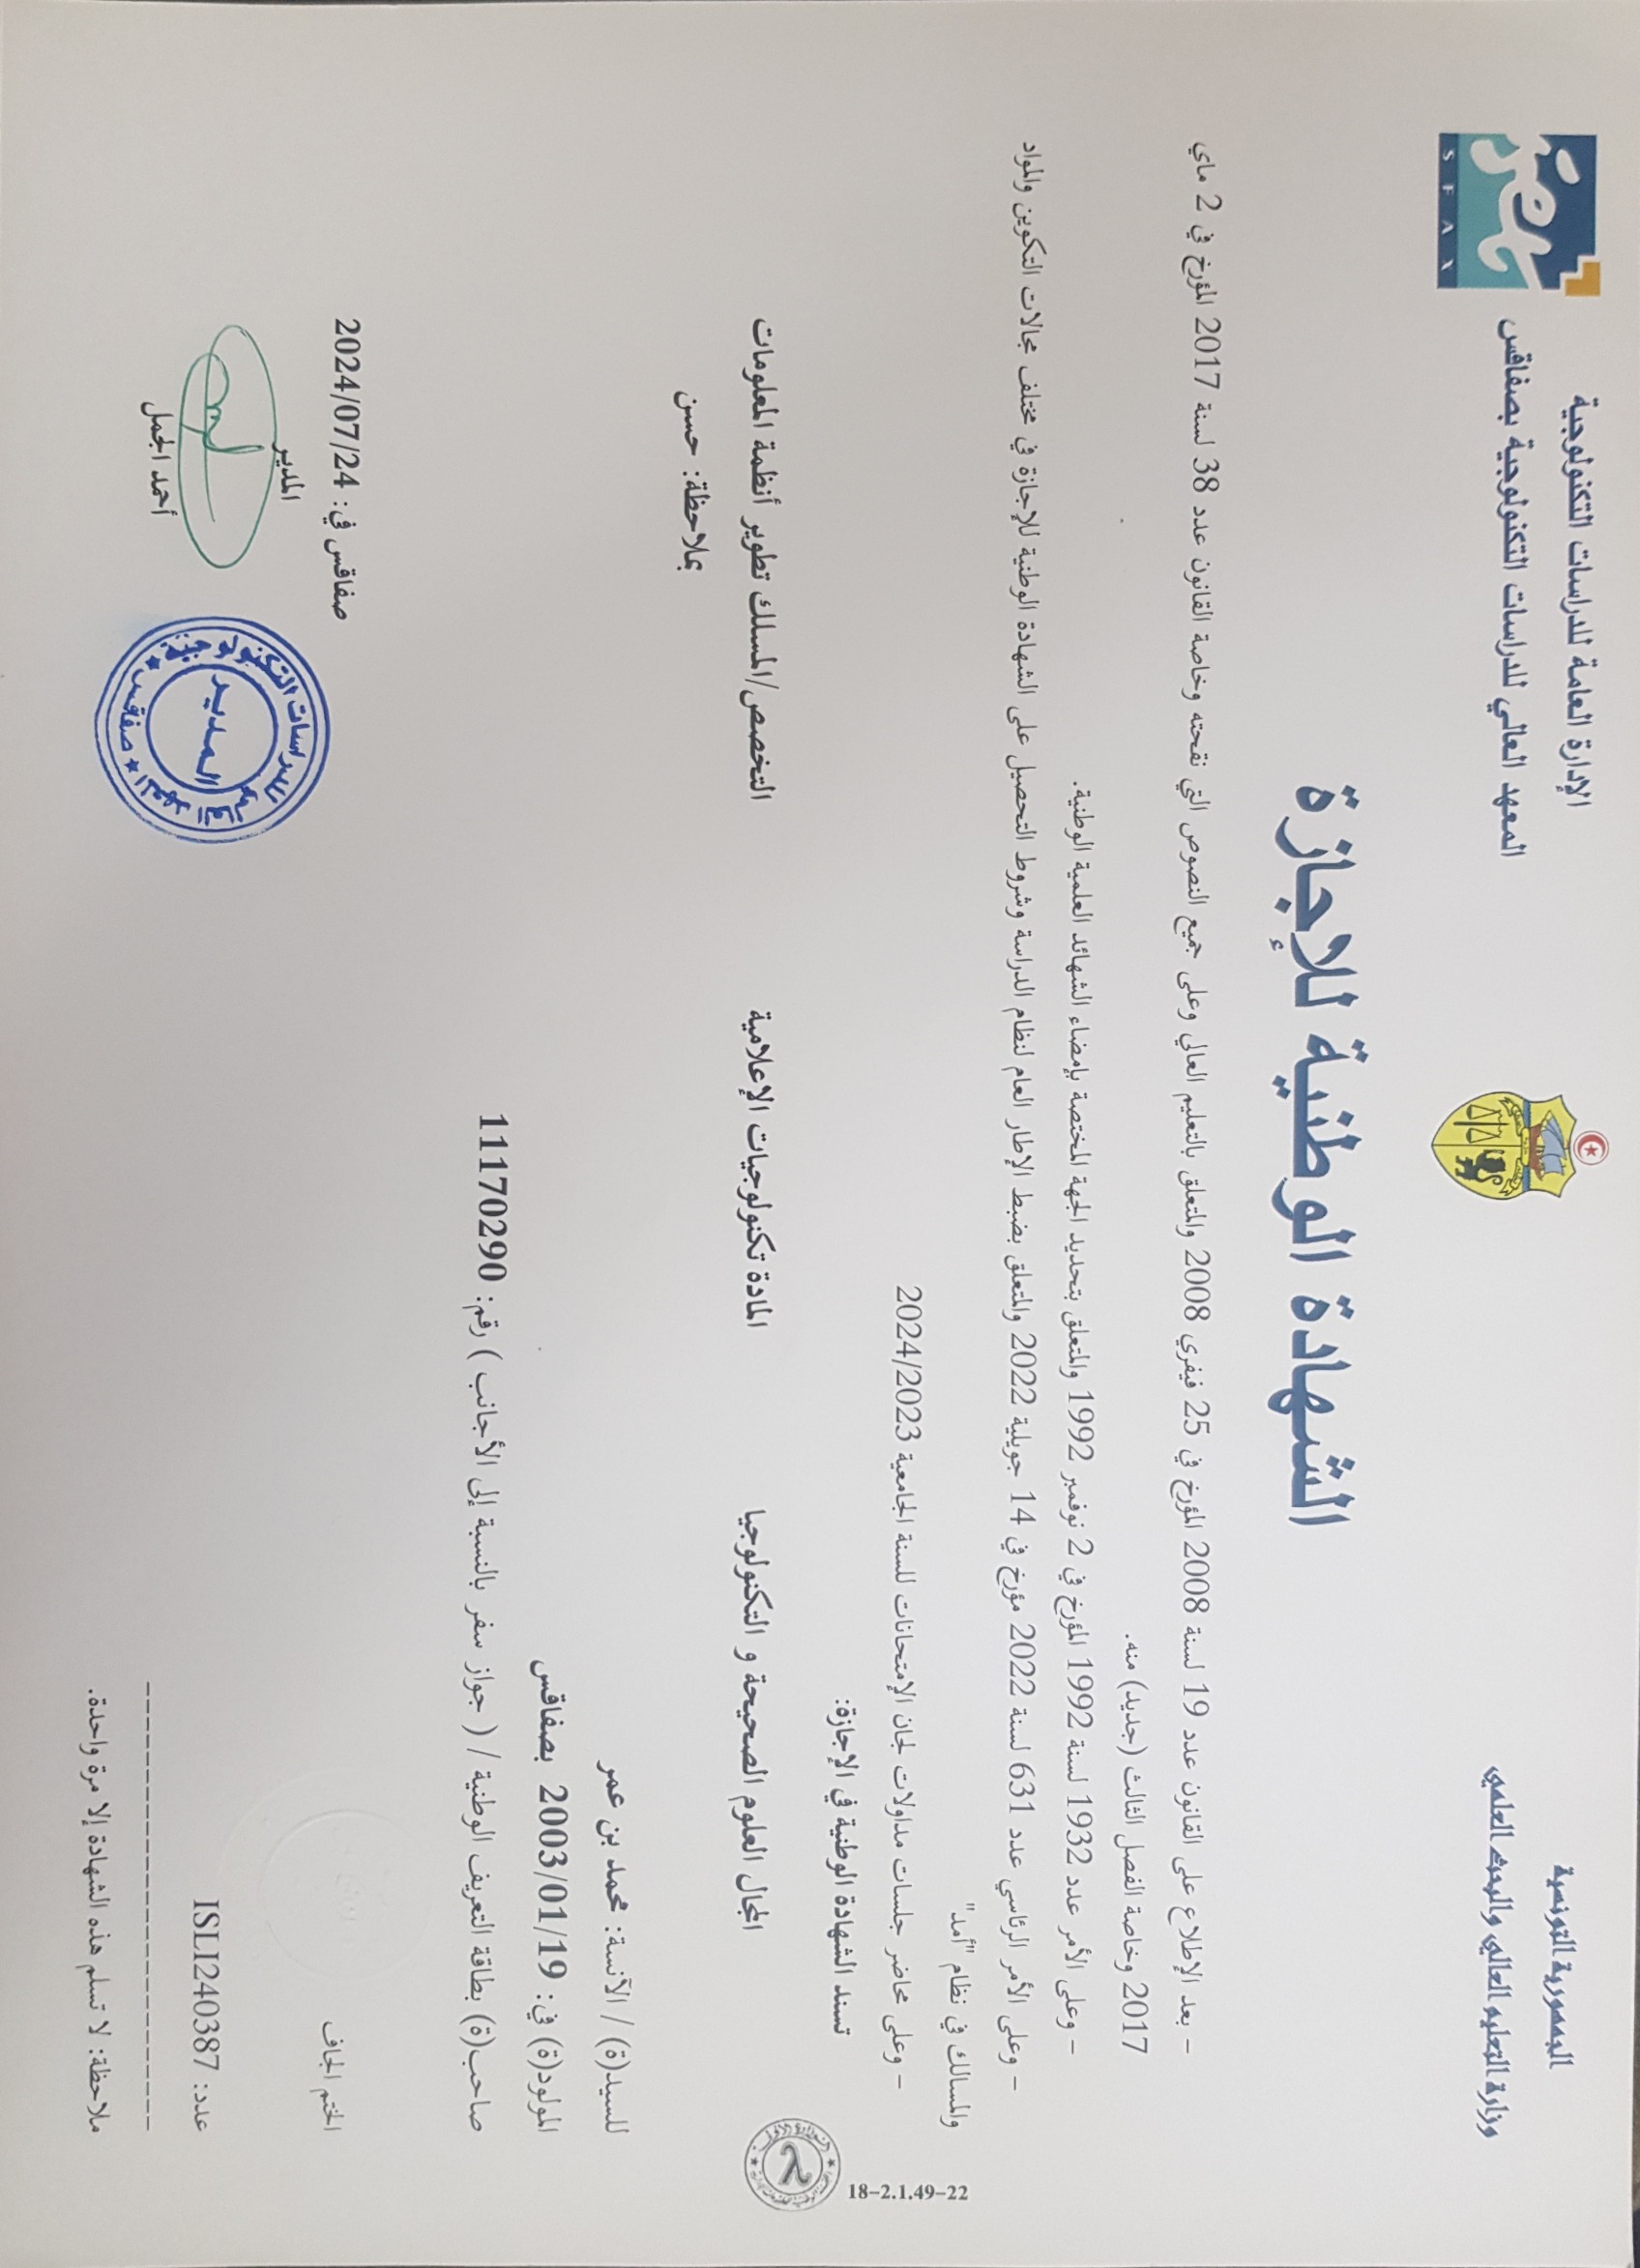 الجمهورية التونسية
وزارة التعليم العالي والبحث العلمي
الإدارة العامة للدراسات التكنولوجية
المعهد العالي للدراسات التكنولوجية بصفاقس
SFAX
الشهادة الوطنية للإجازة
– بعد الإطلاع على القانون عدد 19 لسنة 2008 المؤرخ في 25 فيفري 2008 والمتعلق بالتعليم العالي وعلى جميع النصوص التي نقحته وخاصة القانون عدد 38 لسنة 2017 المؤرخ في 2 ماي
2017 وخاصة الفصل الثالث (جديد) منه.
– وعلى الأمر عدد 1932 لسنة 1992 المؤرخ في 2 نوفمبر 1992 والمتعلق بتحديد الجهة المختصة بإمضاء الشهائد العلمية الوطنية.
– وعلى الأمر الرئاسي عدد 631 لسنة 2022 مؤرخ في 14 جويلية 2022 والمتعلق بضبط الإطار العام لنظام الدراسة وشروط التحصيل على الشهادة الوطنية للإجازة في مختلف مجالات التكوين والمواد
والمسالك في نظام "أمد"
– وعلى محاضر جلسات مداولات لجان الإمتحانات للسنة الجامعية 2024/2023
تسند الشهادة الوطنية في الإجازة:
18–2.1.49–22
المجال العلوم الصحيحة و التكنولوجيا المادة تكنولوجيات الإعلامية التخصص/المسلك تطوير أنظمة المعلومات
بملاحظة: حسن
للسيد(ة) / الآنسة: محمد بن عمر
المولود(ة) في: 2003/01/19 بصفاقس
صاحب(ة) بطاقة التعريف الوطنية / ( جواز سفر بالنسبة إلى الأجانب ) رقم: 11170290
صفاقس في: 2024/07/24
المدير
أحمد الجمل
المعهد العالي للدراسات التكنولوجية
المدير
صفاقس
الختم الجاف
عدد: ISLI240387
ملاحظة: لا تسلم هذه الشهادة إلا مرة واحدة.